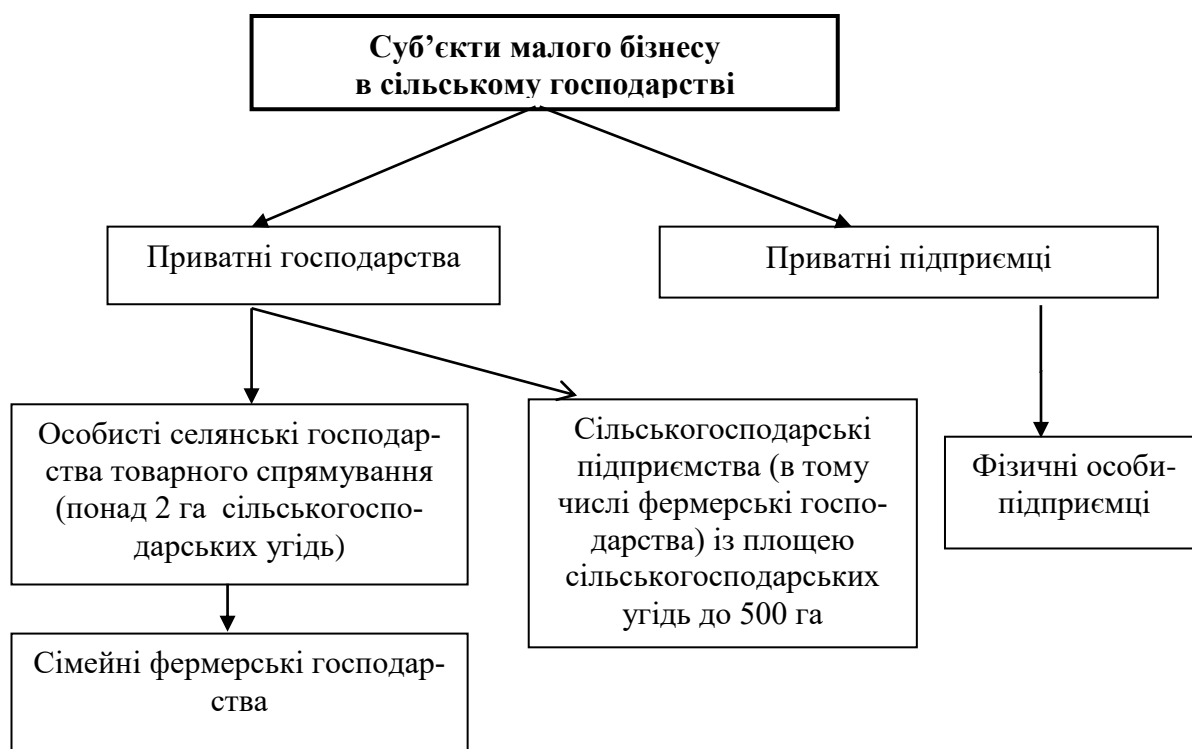 Суб’єкти малого бізнесу
в сільському господарстві
Приватні господарства
Приватні підприємці
Особисті селянські господар-
ства товарного спрямування
(понад 2 га сільськогоспо-
дарських угідь)
Сільськогосподарські
підприємства (в тому
числі фермерські госпо-
дарства) із площею
сільськогосподарських
угідь до 500 га
Фізичні особи-
підприємці
Сімейні фермерські господар-
ства